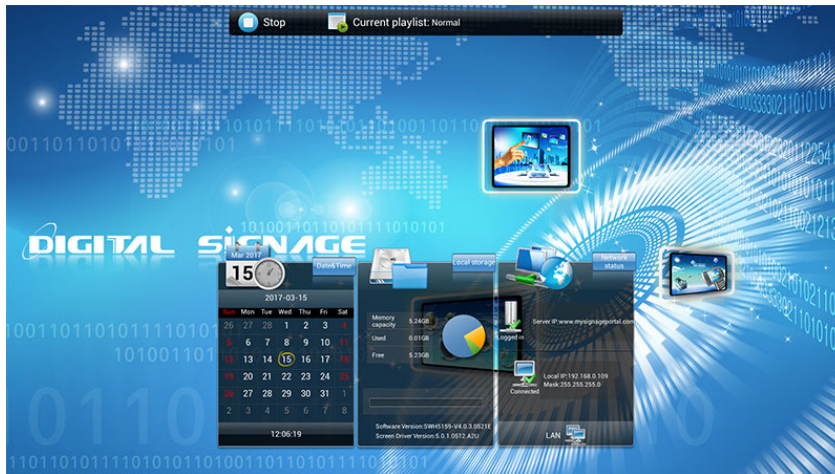 Stop
Current playlist: Normal
DIGITAL SIGNAGE
Mar 2017
15
Date&Time
2017-03-15
Sun Mon Tue Wed Thu Fri Sat
26 27 28 1 2 3 4
5 6 7 8 9 10 11
12 13 14 15 16 17 18
19 20 21 22 23 24 25
26 27 28 29 30 31 1
2 3 4 5 6 7 8
12:06:19
Local storage
Memory
capacity 5.24GB
Used 0.01GB
Free 5.23GB
Software Version:SWH5159-V4.0.3.0521E
Screen Driver Version:5.0.1.0512.A2U
Network
status
Server IP:www.mysignageportal.com
Logged in
Local IP:192.168.0.109
Mask:255.255.255.0
Connected
LAN